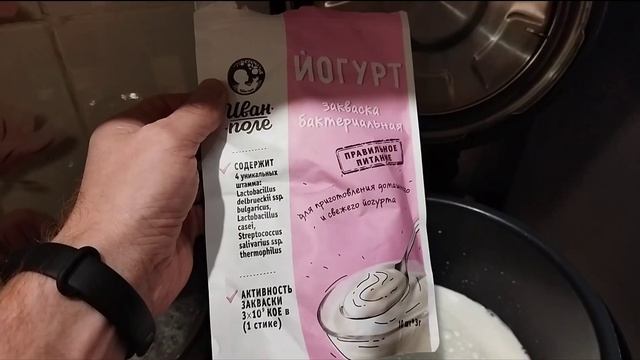 Иван-
поле
ЙОГУРТ
закваска
бактериальная
ПРАВИЛЬНОЕ
ПИТАНИЕ
для приготовления домашнего
и свежего йогурта
СОДЕРЖИТ
4 уникальных
штамма:
Lactobacillus
delbrueckii ssp.
bulgaricus,
Lactobacillus
casei,
Streptococcus
salivarius ssp.
thermophilus
АКТИВНОСТЬ
ЗАКВАСКИ
КОЕ в
(1 стике)